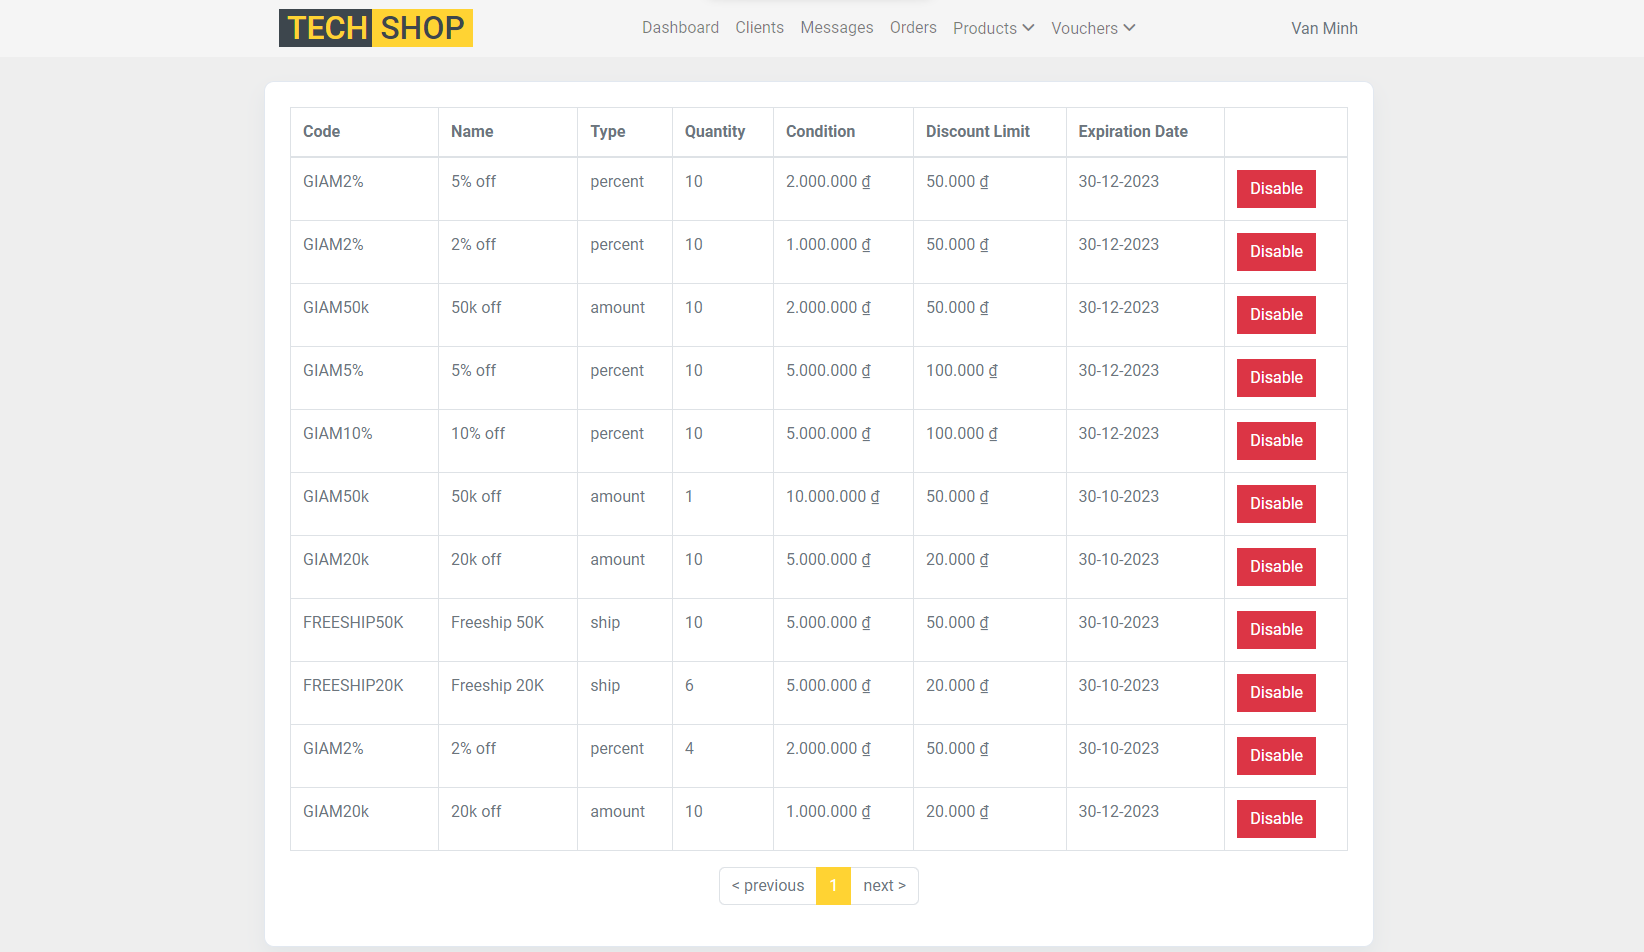 TECH SHOP Dashboard Clients Messages Orders Products Vouchers Van Minh
Code Name Type Quantity Condition Discount Limit Expiration Date
GIAM2% 5% off percent 10 2.000.000 ₫ 50.000 ₫ 30-12-2023 Disable
GIAM2% 2% off percent 10 1.000.000 ₫ 50.000 ₫ 30-12-2023 Disable
GIAM50k 50k off amount 10 2.000.000 ₫ 50.000 ₫ 30-12-2023 Disable
GIAM5% 5% off percent 10 5.000.000 ₫ 100.000 ₫ 30-12-2023 Disable
GIAM10% 10% off percent 10 5.000.000 ₫ 100.000 ₫ 30-12-2023 Disable
GIAM50k 50k off amount 1 10.000.000 ₫ 50.000 ₫ 30-10-2023 Disable
GIAM20k 20k off amount 10 5.000.000 ₫ 20.000 ₫ 30-10-2023 Disable
FREESHIP50K Freeship 50K ship 10 5.000.000 ₫ 50.000 ₫ 30-10-2023 Disable
FREESHIP20K Freeship 20K ship 6 5.000.000 ₫ 20.000 ₫ 30-10-2023 Disable
GIAM2% 2% off percent 4 2.000.000 ₫ 50.000 ₫ 30-10-2023 Disable
GIAM20k 20k off amount 10 1.000.000 ₫ 20.000 ₫ 30-12-2023 Disable
< previous 1 next >